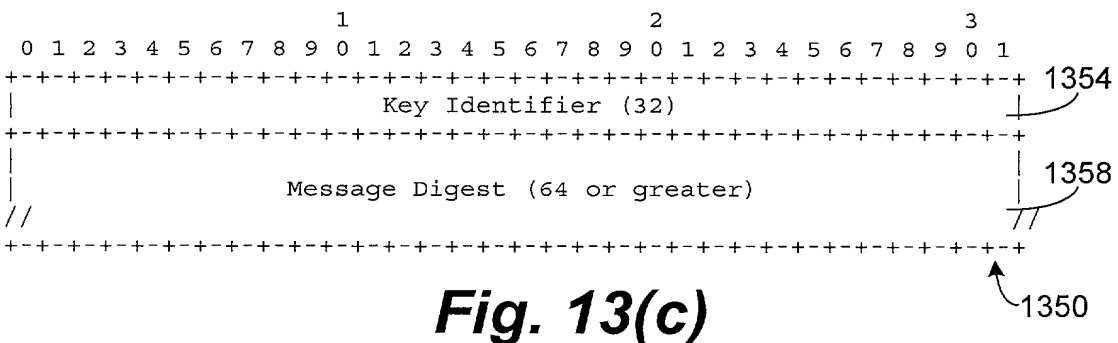 1 2 3
0 1 2 3 4 5 6 7 8 9 0 1 2 3 4 5 6 7 8 9 0 1 2 3 4 5 6 7 8 9 0 1
+-+-+-+-+-+-+-+-+-+-+-+-+-+-+-+-+-+-+-+-+-+-+-+-+-+-+-+-+-+-+-+-+
| Key Identifier (32) | 1354
+-+-+-+-+-+-+-+-+-+-+-+-+-+-+-+-+-+-+-+-+-+-+-+-+-+-+-+-+-+-+-+-+
| |
| Message Digest (64 or greater) | 1358
// //
+-+-+-+-+-+-+-+-+-+-+-+-+-+-+-+-+-+-+-+-+-+-+-+-+-+-+-+-+-+-+-+-+
Fig. 13(c) 1350